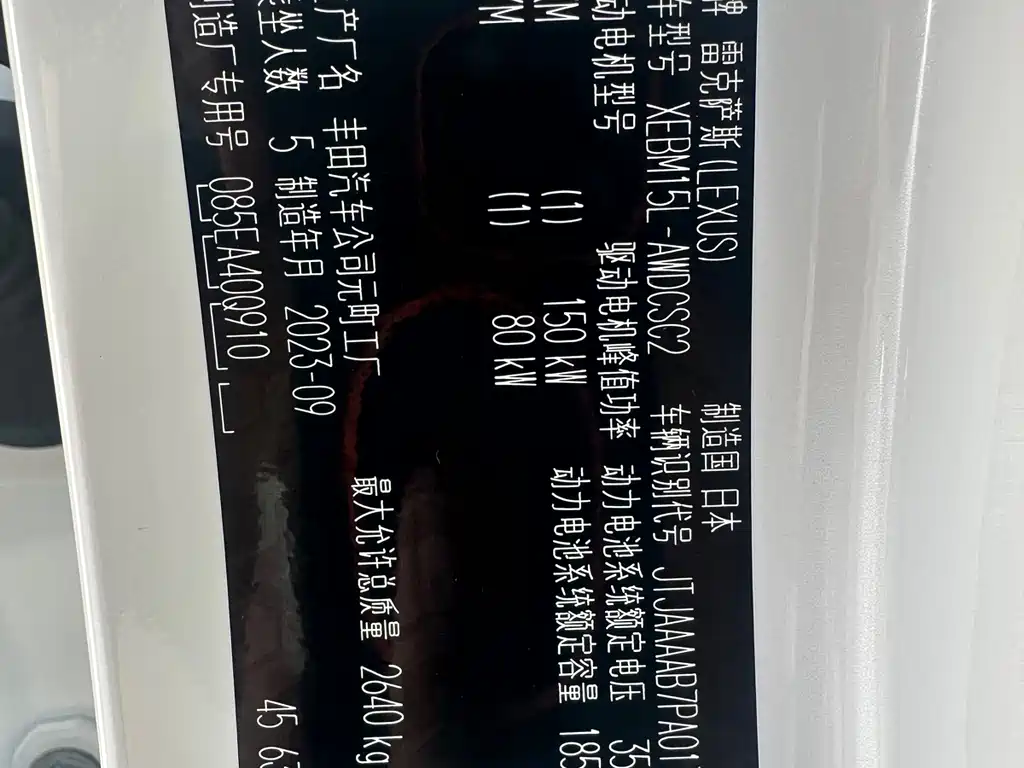 牌 雷克萨斯(LEXUS) 制造国 日本
车型号 XEBM15L-AWDCSC2 车辆识别代号 JTJAAAAB7PA01
动电机型号 驱动电机峰值功率 动力电池系统额定电压 35
M (1) 150 kW 动力电池系统额定容量 185
M (1) 80 kW
产厂名 丰田汽车公司元町工厂 最大允许总质量 2640 kg
坐人数 5 制造年月 2023-09
制造厂专用号 085EA40Q910 45 63